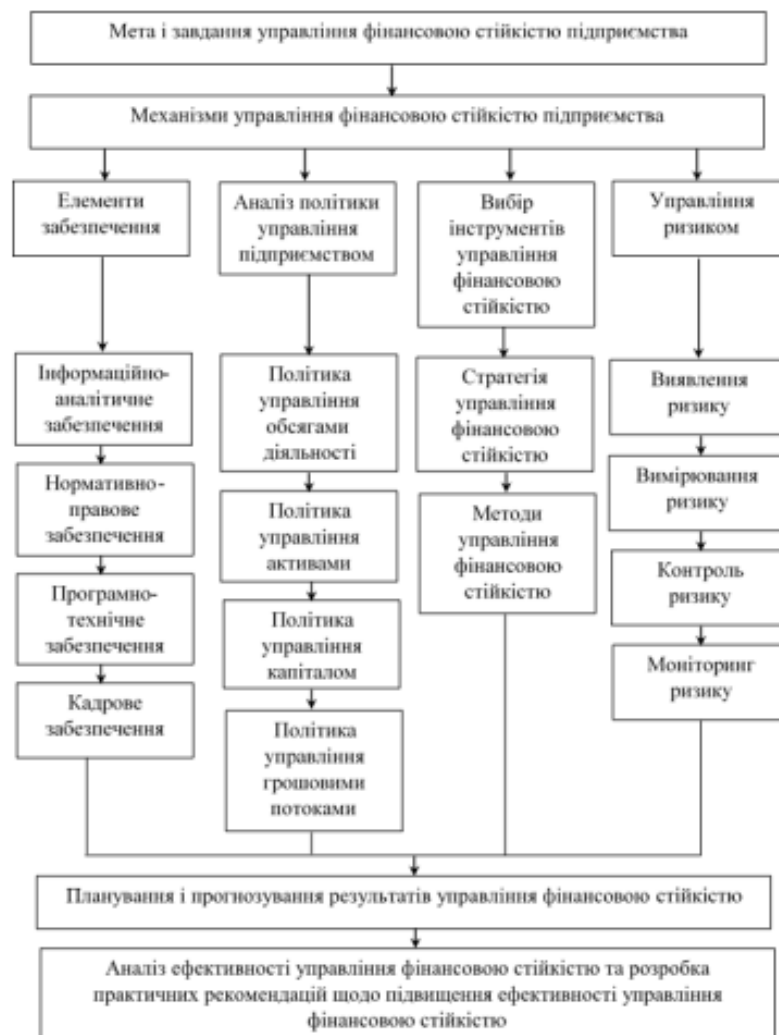 Мета і завдання управління фінансовою стійкістю підприємства
Механізми управління фінансовою стійкістю підприємства
Елементи
забезпечення
Інформаційно-
аналітичне
забезпечення
Нормативно-
правове
забезпечення
Програмно-
технічне
забезпечення
Кадрове
забезпечення
Аналіз політики
управління
підприємством
Політика
управління
обсягами
діяльності
Політика
управління
активами
Політика
управління
капіталом
Політика
управління
грошовими
потоками
Вибір
інструментів
управління
фінансовою
стійкістю
Стратегія
управління
фінансовою
стійкістю
Методи
управління
фінансовою
стійкістю
Управління
ризиком
Виявлення
ризику
Вимірювання
ризику
Контроль
ризику
Моніторинг
ризику
Планування і прогнозування результатів управління фінансовою стійкістю
Аналіз ефективності управління фінансовою стійкістю та розробка
практичних рекомендацій щодо підвищення ефективності управління
фінансовою стійкістю